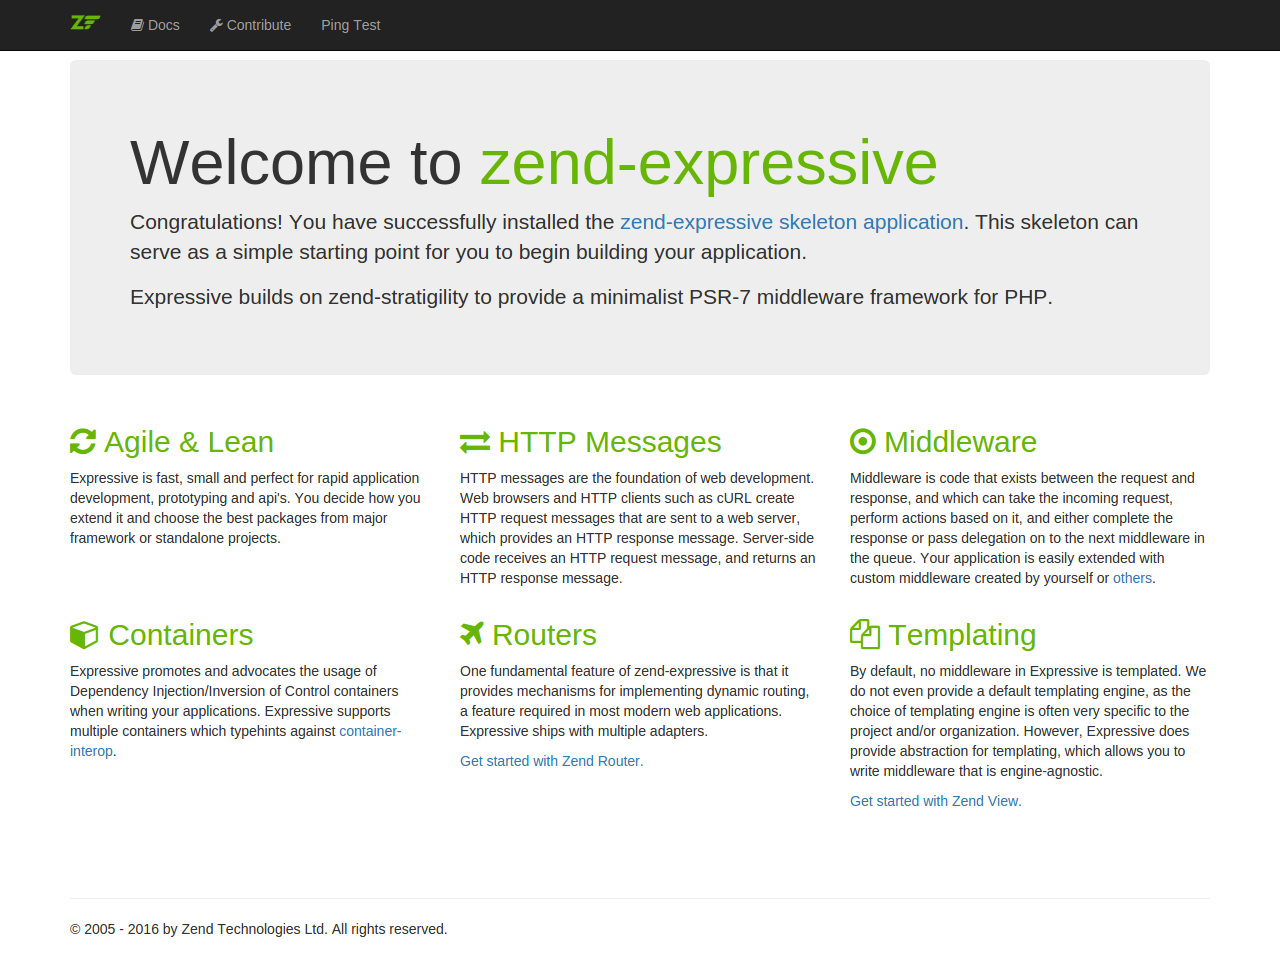 ZF Docs Contribute Ping Test
Welcome to zend-expressive
Congratulations! You have successfully installed the zend-expressive skeleton application. This skeleton can
serve as a simple starting point for you to begin building your application.
Expressive builds on zend-stratigility to provide a minimalist PSR-7 middleware framework for PHP.
Agile & Lean
Expressive is fast, small and perfect for rapid application
development, prototyping and api's. You decide how you
extend it and choose the best packages from major
framework or standalone projects.
HTTP Messages
HTTP messages are the foundation of web development.
Web browsers and HTTP clients such as cURL create
HTTP request messages that are sent to a web server,
which provides an HTTP response message. Server-side
code receives an HTTP request message, and returns an
HTTP response message.
Middleware
Middleware is code that exists between the request and
response, and which can take the incoming request,
perform actions based on it, and either complete the
response or pass delegation on to the next middleware in
the queue. Your application is easily extended with
custom middleware created by yourself or others.
Containers
Expressive promotes and advocates the usage of
Dependency Injection/Inversion of Control containers
when writing your applications. Expressive supports
multiple containers which typehints against container-
interop.
Routers
One fundamental feature of zend-expressive is that it
provides mechanisms for implementing dynamic routing,
a feature required in most modern web applications.
Expressive ships with multiple adapters.
Get started with Zend Router.
Templating
By default, no middleware in Expressive is templated. We
do not even provide a default templating engine, as the
choice of templating engine is often very specific to the
project and/or organization. However, Expressive does
provide abstraction for templating, which allows you to
write middleware that is engine-agnostic.
Get started with Zend View.
© 2005 - 2016 by Zend Technologies Ltd. All rights reserved.